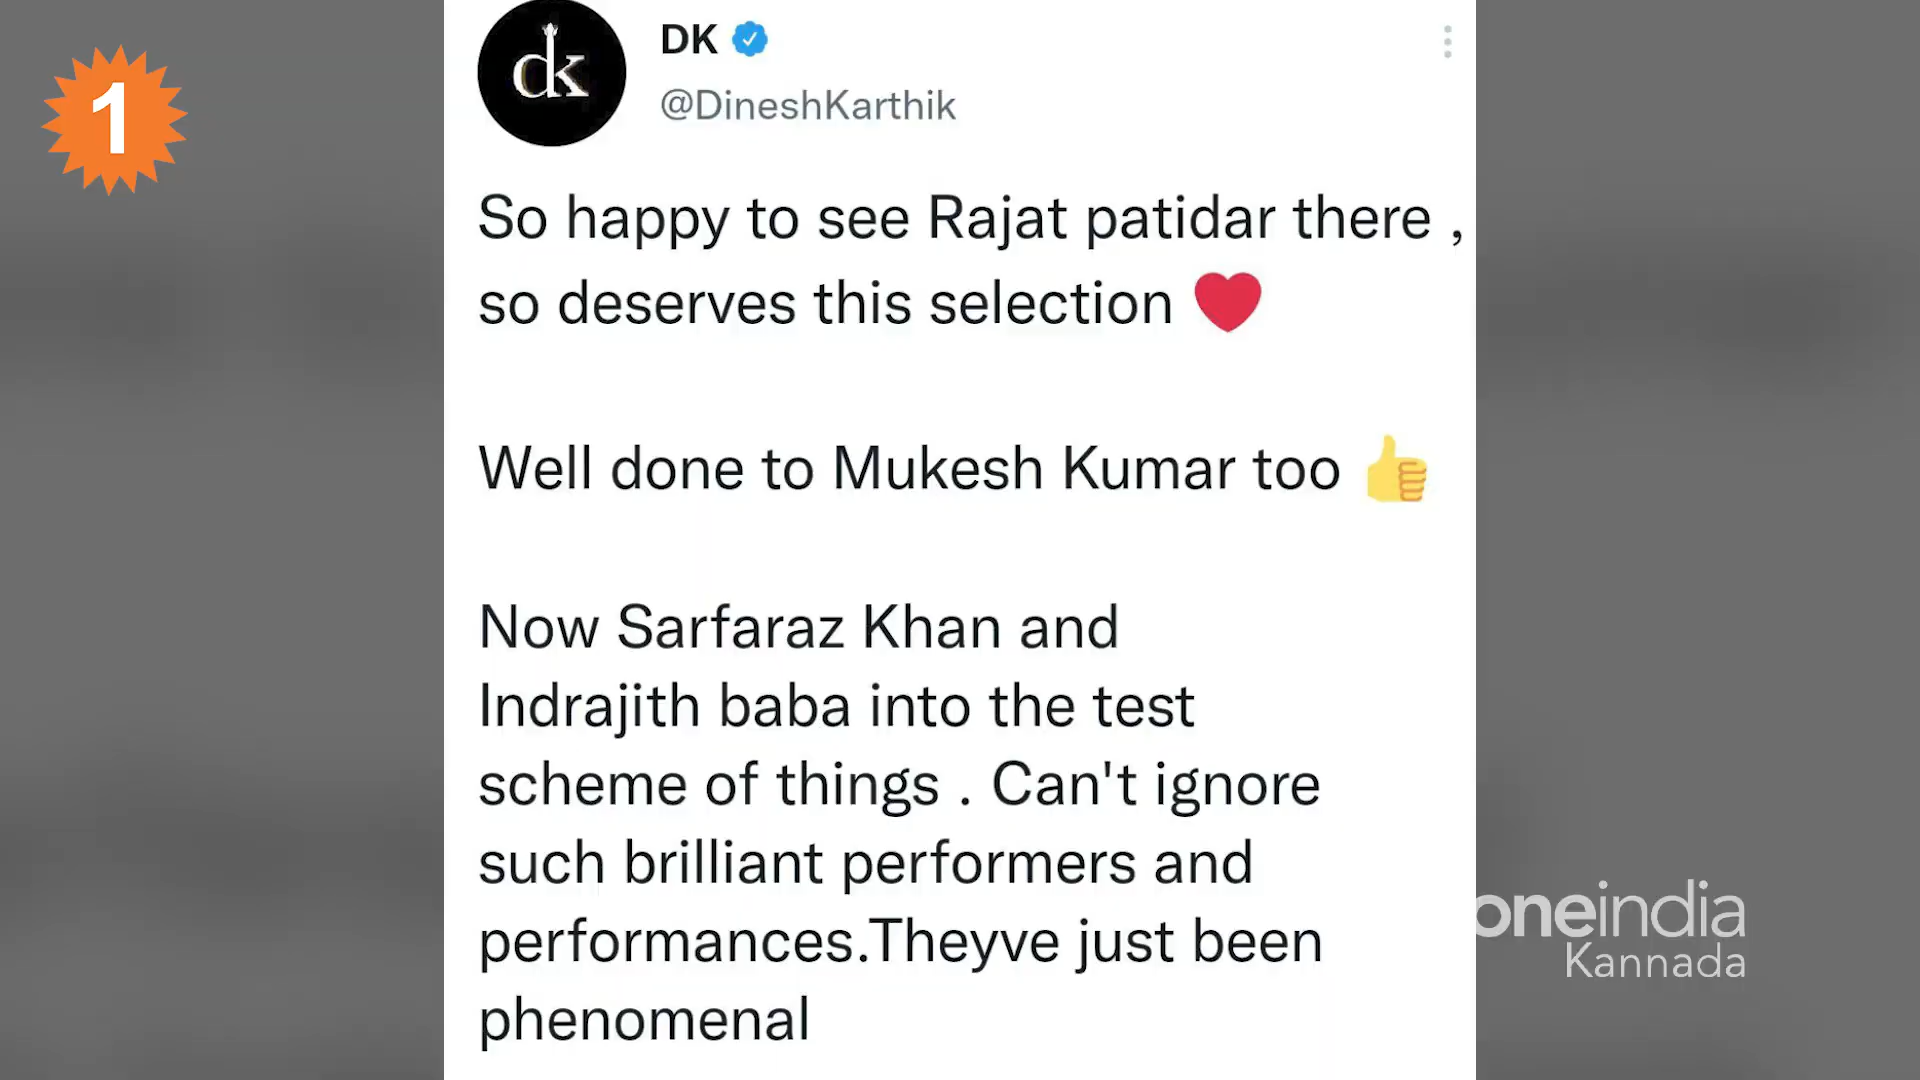 1
dk
DK
@DineshKarthik
So happy to see Rajat patidar there ,
so deserves this selection ❤️
Well done to Mukesh Kumar too 👍
Now Sarfaraz Khan and
Indrajith baba into the test
scheme of things . Can't ignore
such brilliant performers and
performances.Theyve just been
phenomenal
oneindia
Kannada